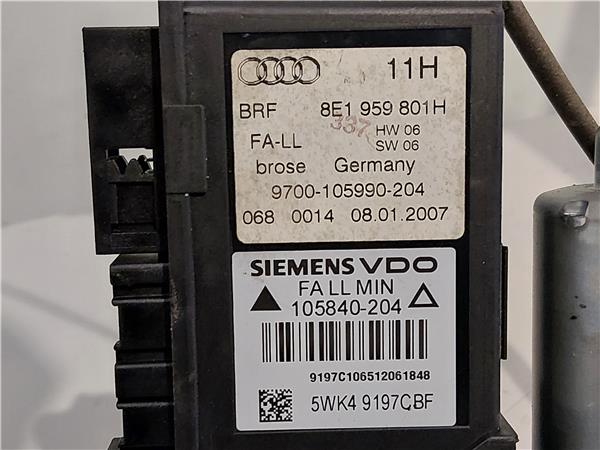 11H
BRF 8E1 959 801H
337 HW 06
FA-LL SW 06
brose Germany
9700-105990-204
068 0014 08.01.2007
SIEMENS VDO
FA LL MIN
105840-204
9197C106512061848
5WK4 9197CBF